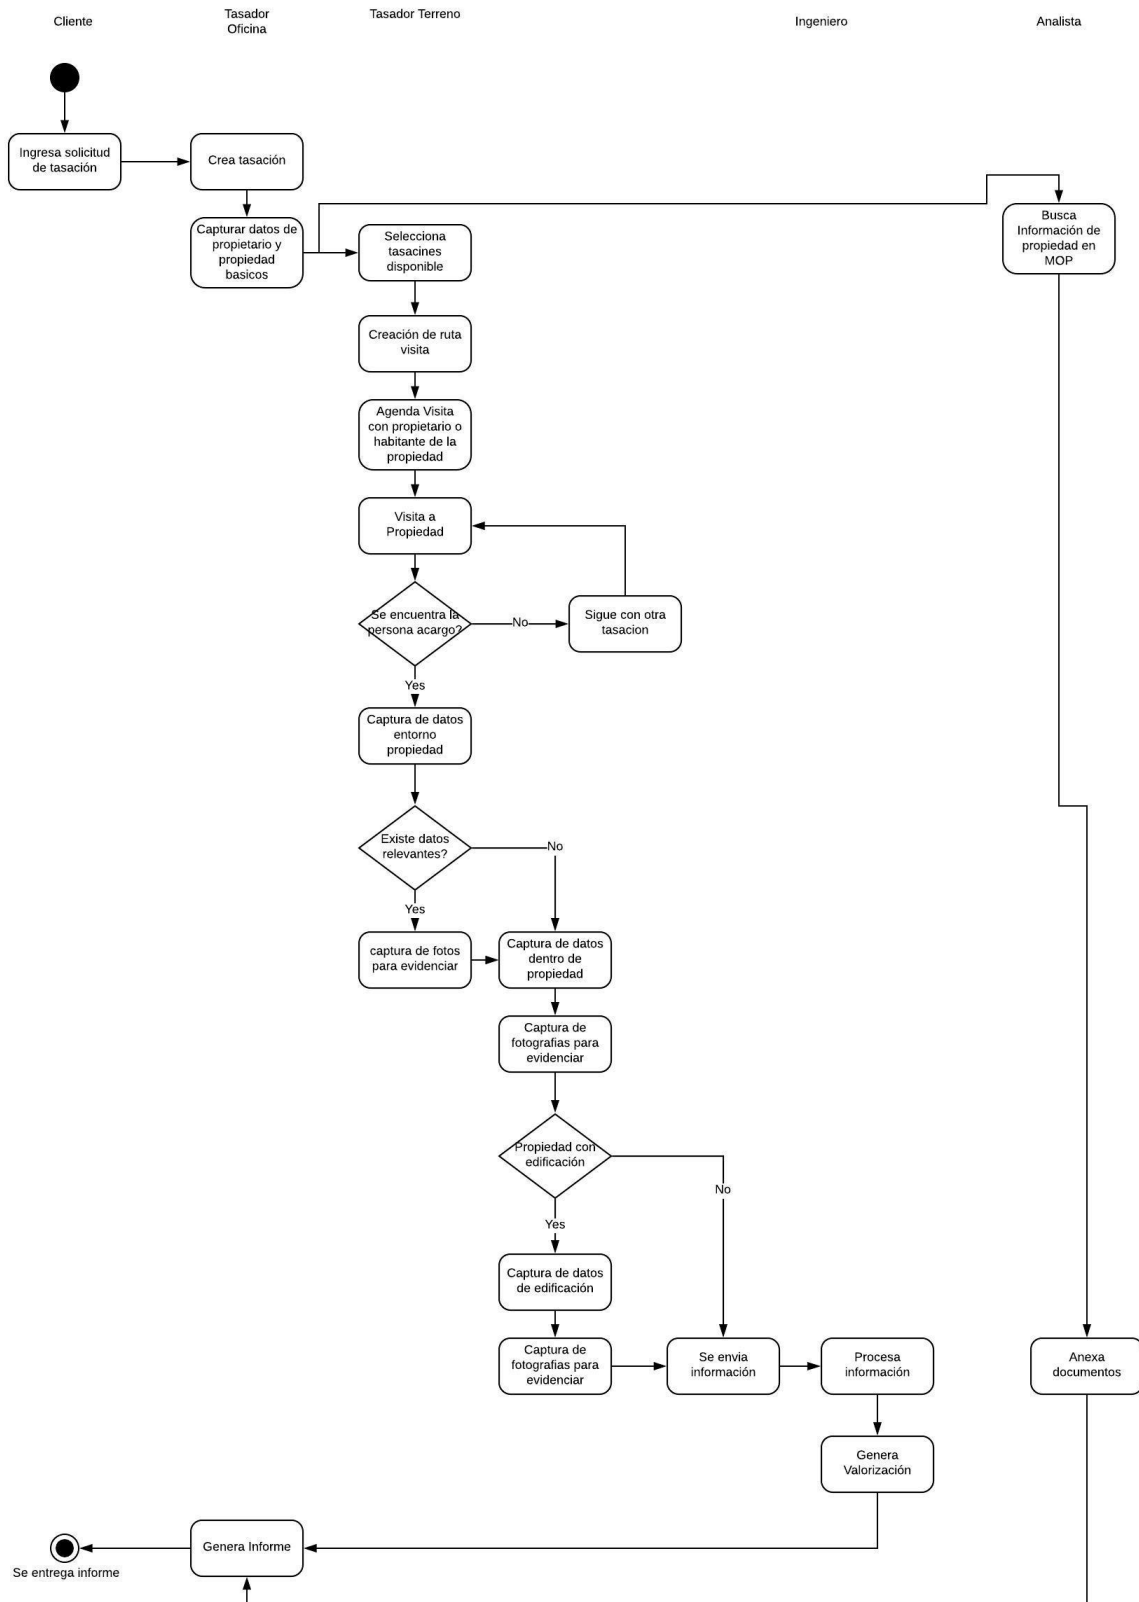 Cliente
Tasador
Oficina
Tasador Terreno
Ingeniero
Analista
Ingresa solicitud
de tasación
Crea tasación
Capturar datos de
propietario y
propiedad
basicos
Selecciona
tasacines
disponible
Busca
Información de
propiedad en
MOP
Creación de ruta
visita
Agenda Visita
con propietario o
habitante de la
propiedad
Visita a
Propiedad
Se encuentra la
persona acargo?
No
Sigue con otra
tasacion
Yes
Captura de datos
entorno
propiedad
Existe datos
relevantes?
No
Yes
captura de fotos
para evidenciar
Captura de datos
dentro de
propiedad
Captura de
fotografias para
evidenciar
Propiedad con
edificación
No
Yes
Captura de datos
de edificación
Captura de
fotografias para
evidenciar
Se envia
información
Procesa
información
Anexa
documentos
Genera
Valorización
Genera Informe
Se entrega informe